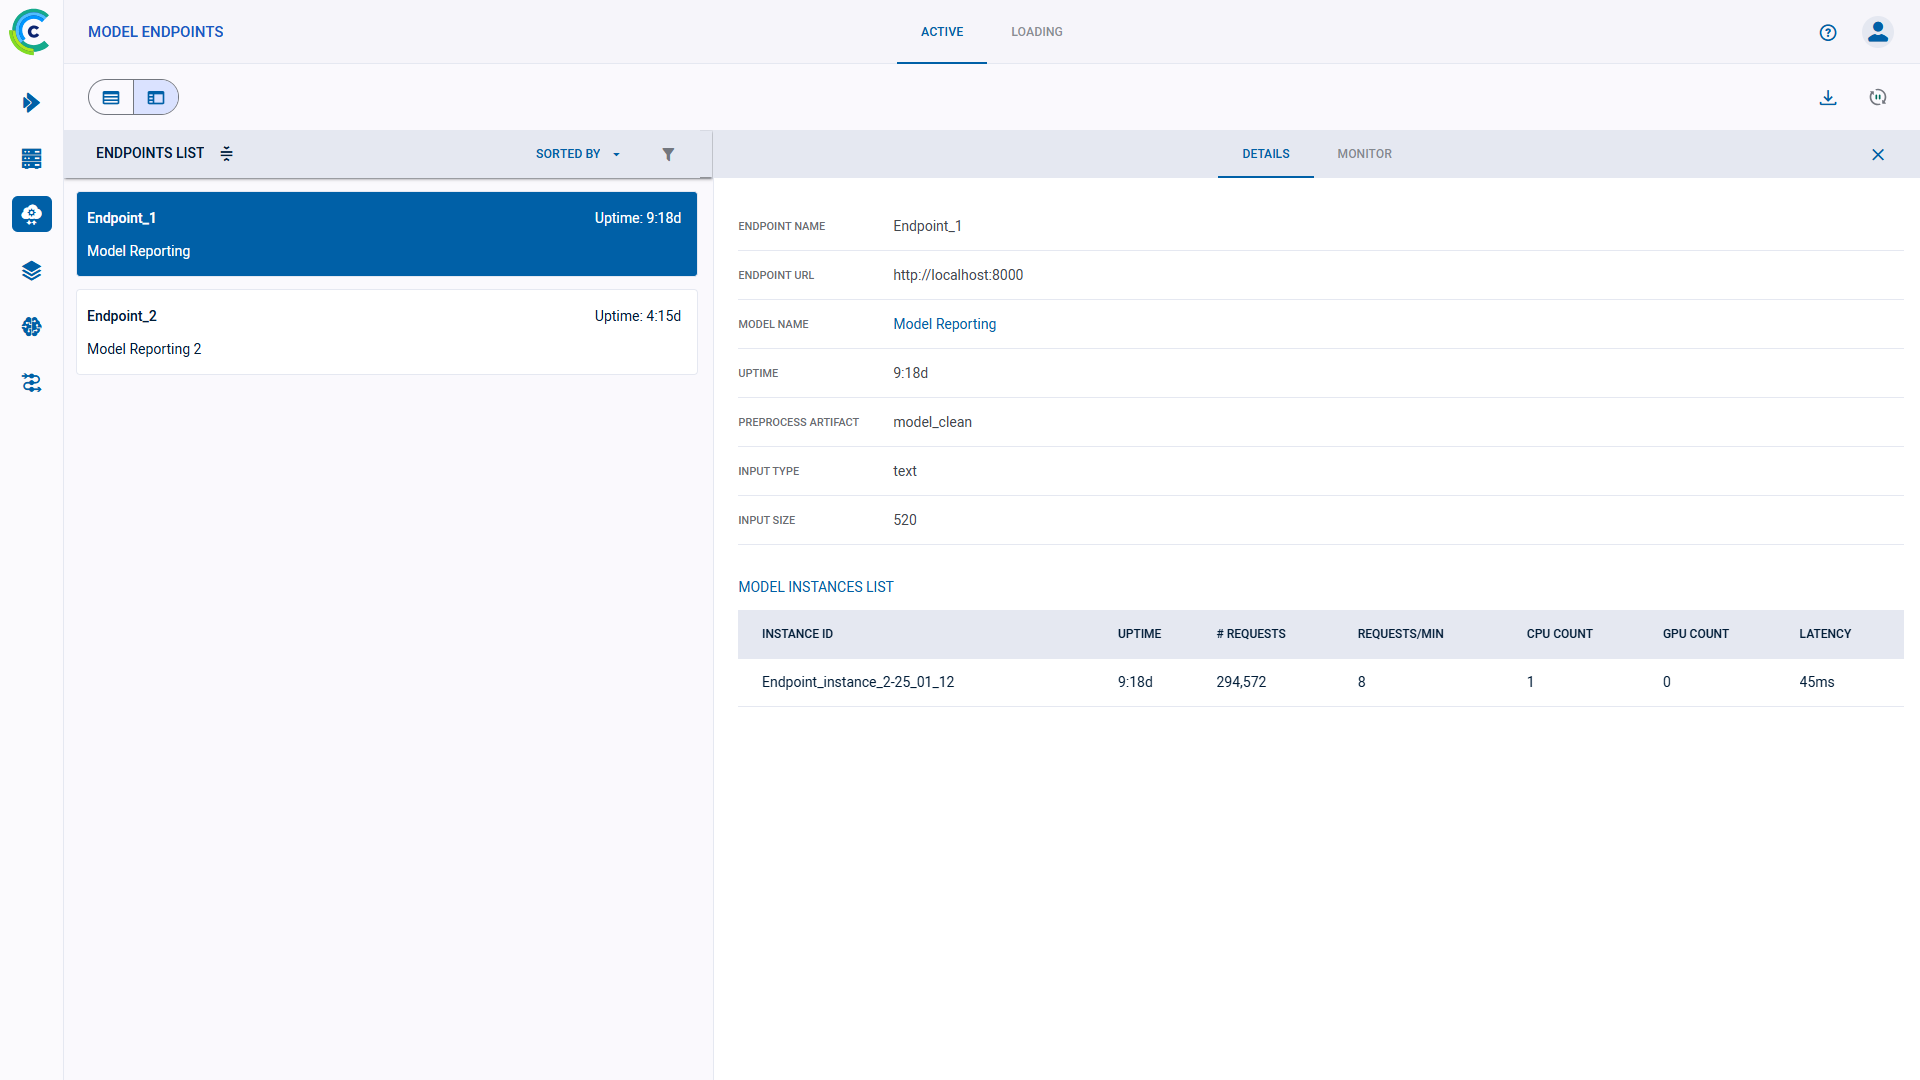 MODEL ENDPOINTS
ACTIVE
LOADING
ENDPOINTS LIST
SORTED BY
DETAILS
MONITOR
Endpoint_1
Uptime: 9:18d
Model Reporting
Endpoint_2
Uptime: 4:15d
Model Reporting 2
ENDPOINT NAME Endpoint_1
ENDPOINT URL http://localhost:8000
MODEL NAME Model Reporting
UPTIME 9:18d
PREPROCESS ARTIFACT model_clean
INPUT TYPE text
INPUT SIZE 520
MODEL INSTANCES LIST
INSTANCE ID UPTIME # REQUESTS REQUESTS/MIN CPU COUNT GPU COUNT LATENCY
Endpoint_instance_2-25_01_12 9:18d 294,572 8 1 0 45ms